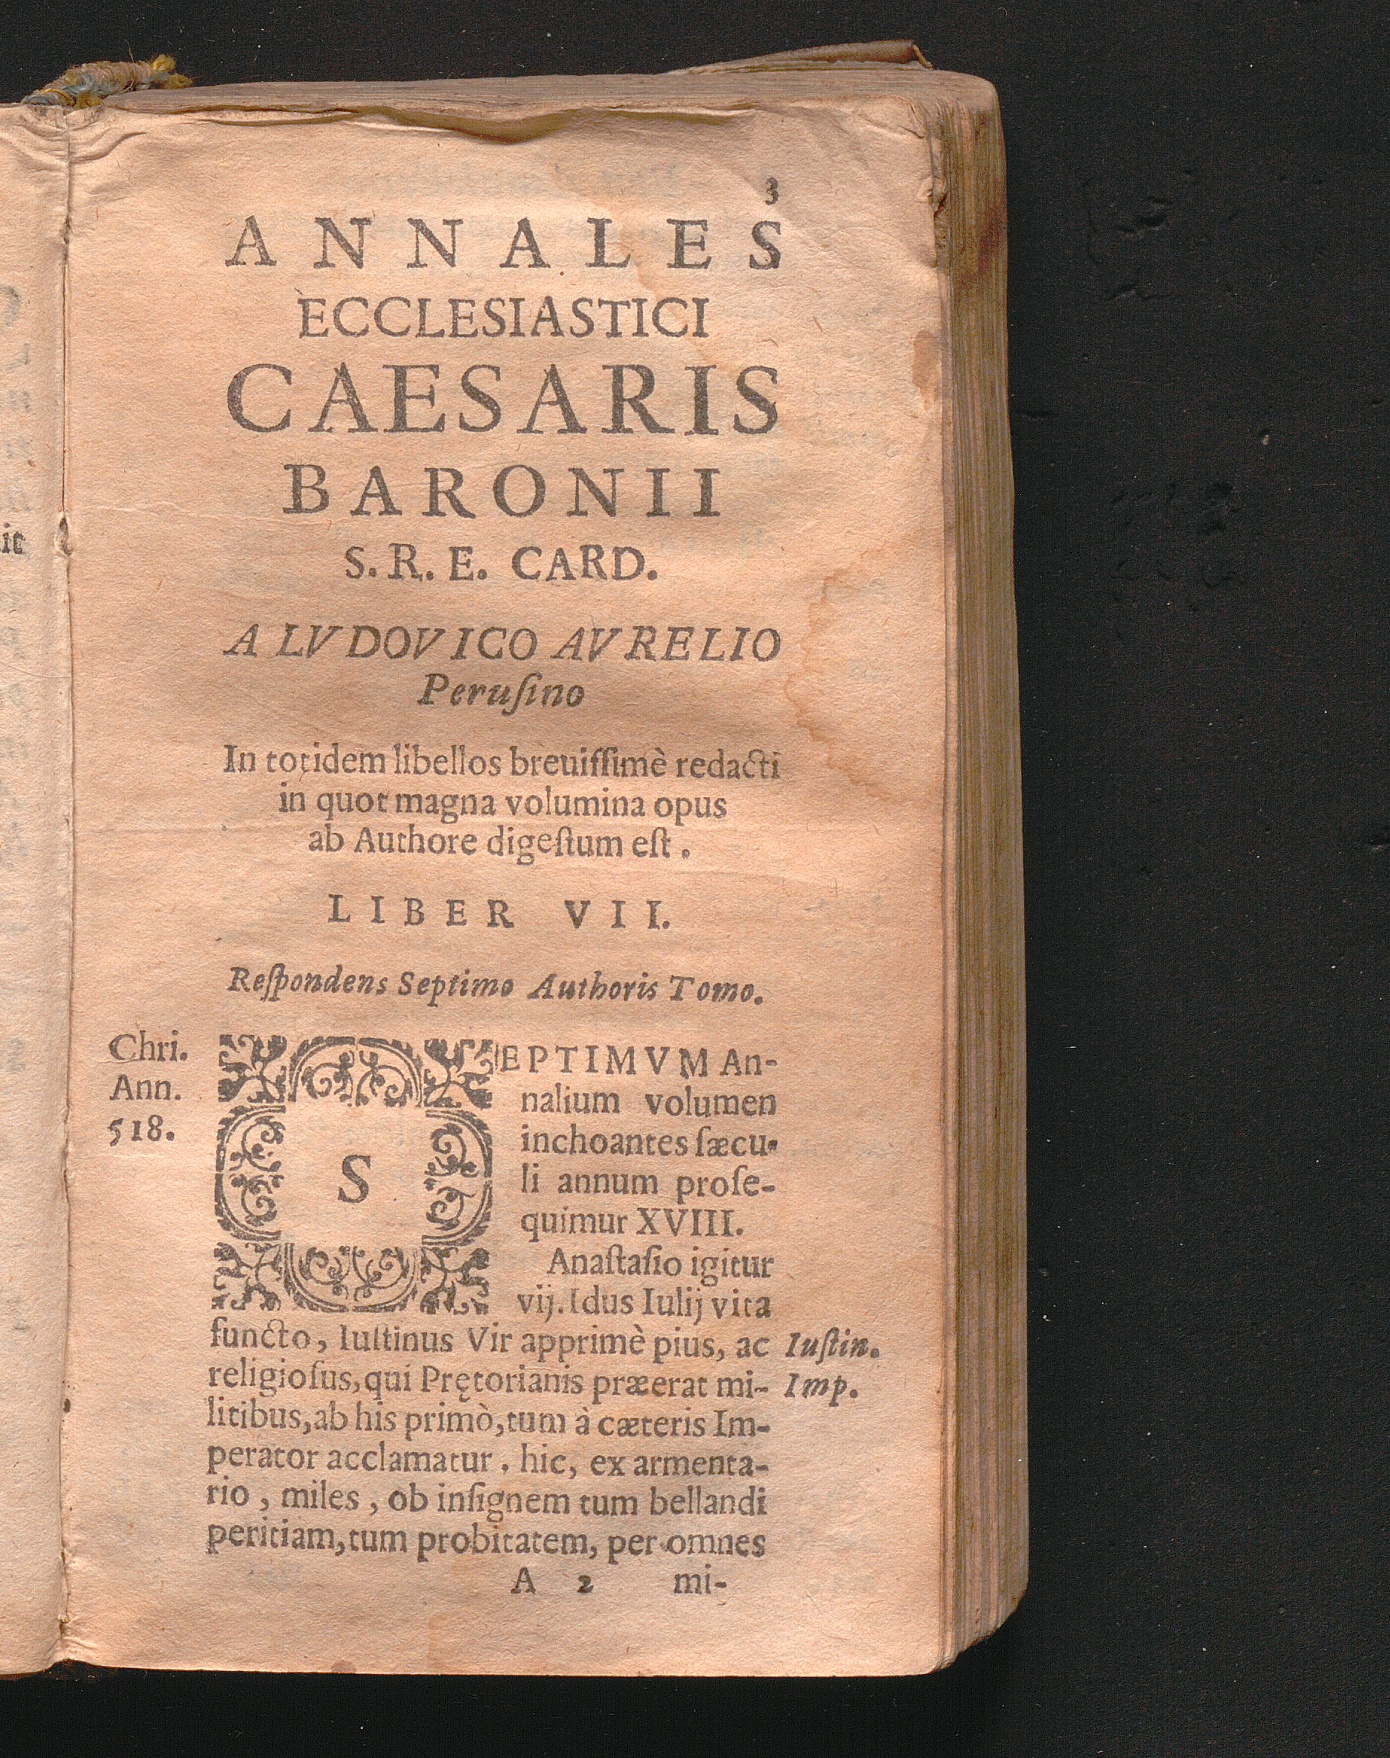 3
ANNALES
ECCLESIASTICI
CAESARIS
BARONII
S. R. E. CARD.
A LVDOVICO AVRELIO
Peruſino
In totidem libellos breuiſſimè redacti
in quot magna volumina opus
ab Authore digeſtum eſt.
LIBER VII.
Reſpondens Septimo Authoris Tomo.
Chri.
Ann.
518.
SEPTIMVM An-
nalium volumen
inchoantes ſæcu-
li annum proſe-
quimur XVIII.
Anaſtaſio igitur
vij. Idus Iulij vita
functo, Iuſtinus Vir apprimè pius, ac
religioſus, qui Prętorianis præerat mi-
litibus, ab his primò, tum à cæteris Im-
perator acclamatur. hic, ex armenta-
rio, miles, ob inſignem tum bellandi
peritiam, tum probitatem, per omnes
Iuſtin.
Imp.
A 2 mi-